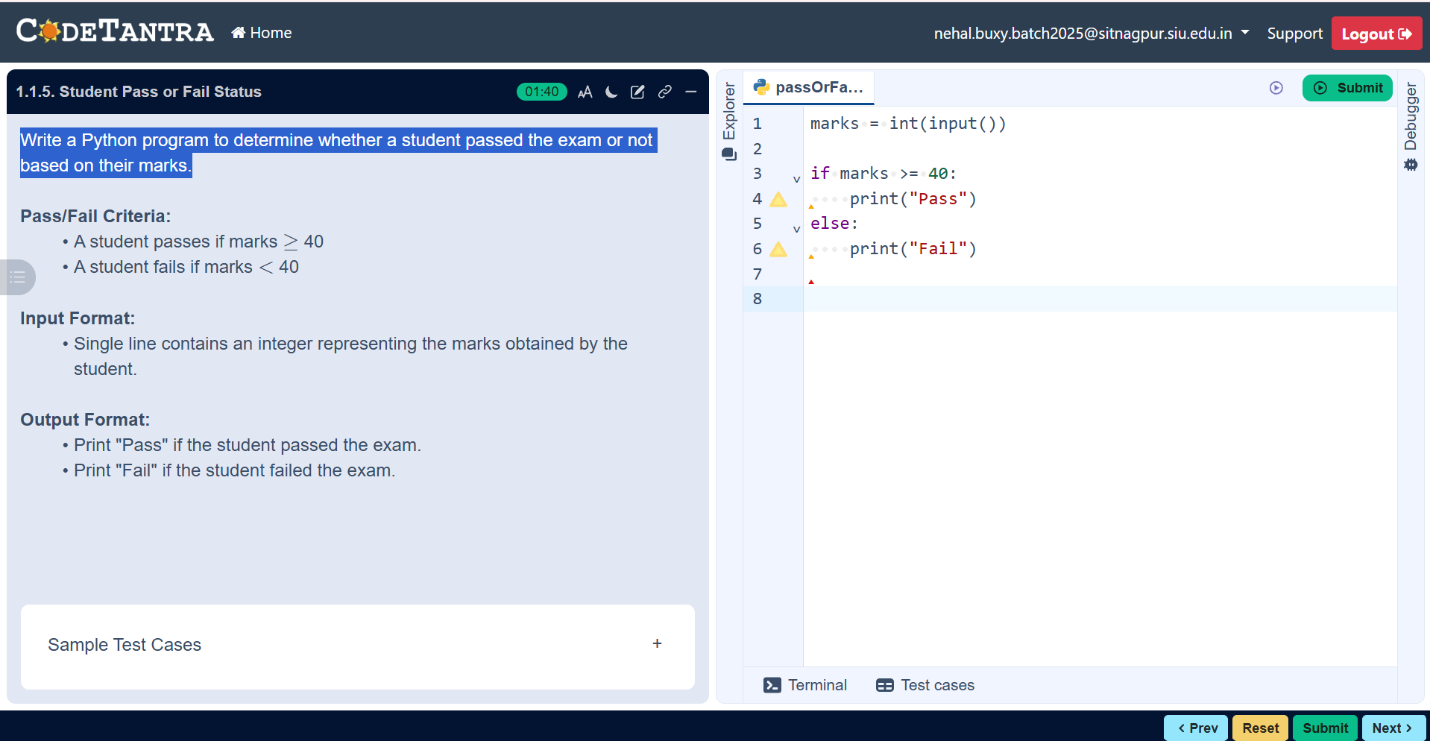 CODETANTRA Home nehal.buxy.batch2025@sitnagpur.siu.edu.in Support Logout
1.1.5. Student Pass or Fail Status 01:40 AA
Write a Python program to determine whether a student passed the exam or not
based on their marks.
Pass/Fail Criteria:
• A student passes if marks ≥ 40
• A student fails if marks < 40
Input Format:
• Single line contains an integer representing the marks obtained by the
student.
Output Format:
• Print "Pass" if the student passed the exam.
• Print "Fail" if the student failed the exam.
Sample Test Cases +
Explorer
passOrFa... Submit
1 marks = int(input())
2
3 if marks >= 40:
4 print("Pass")
5 else:
6 print("Fail")
7
8
Debugger
Terminal Test cases
< Prev Reset Submit Next >